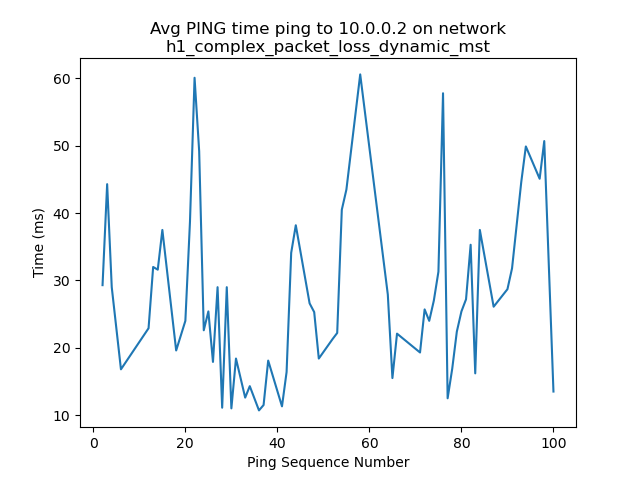 Avg PING time ping to 10.0.0.2 on network
h1_complex_packet_loss_dynamic_mst
60
50
40
30
20
10
Time (ms)
0 20 40 60 80 100
Ping Sequence Number